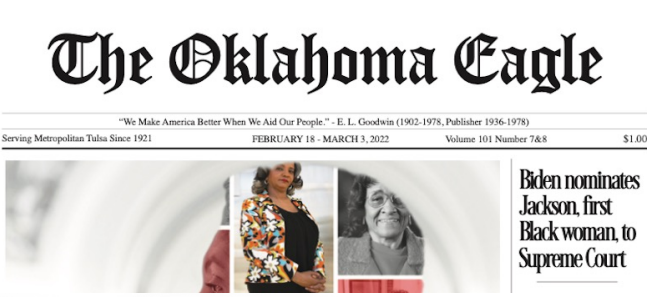 The Oklahoma Eagle
“We Make America Better When We Aid Our People.” - E. L. Goodwin (1902-1978, Publisher 1936-1978)
Serving Metropolitan Tulsa Since 1921 FEBRUARY 18 - MARCH 3, 2022 Volume 101 Number 7&8 $1.00
Biden nominates
Jackson, first
Black woman, to
Supreme Court